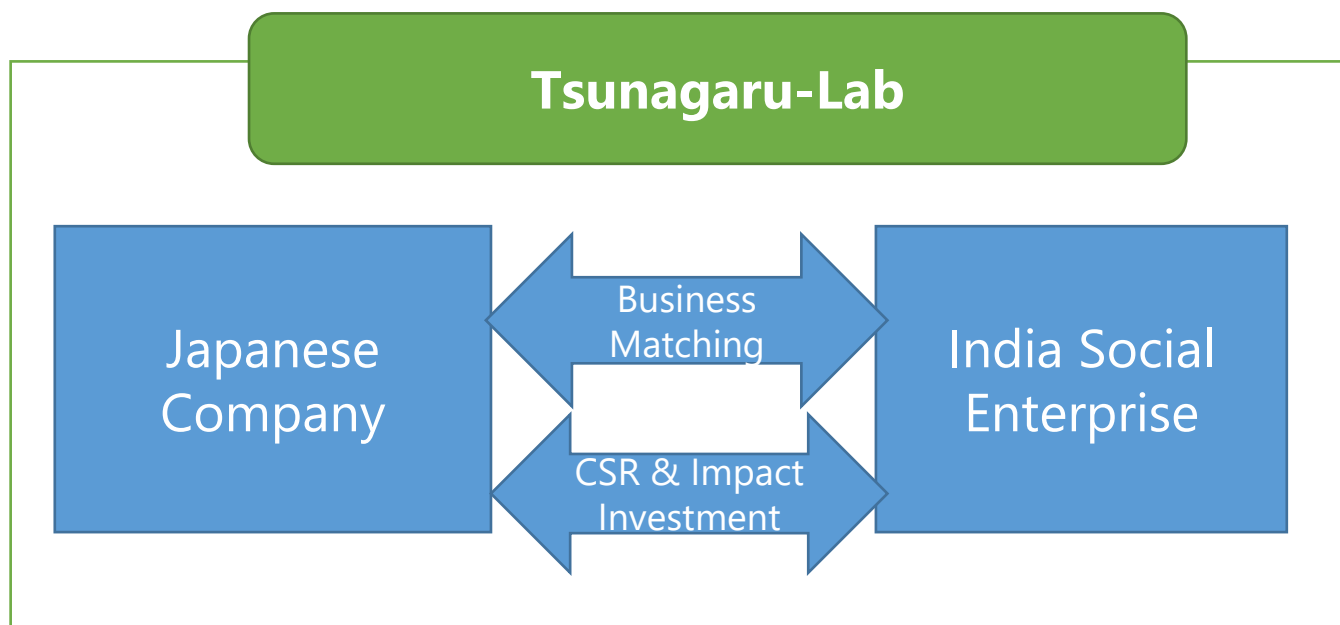 Tsunagaru-Lab
Japanese
Company
Business
Matching
CSR & Impact
Investment
India Social
Enterprise